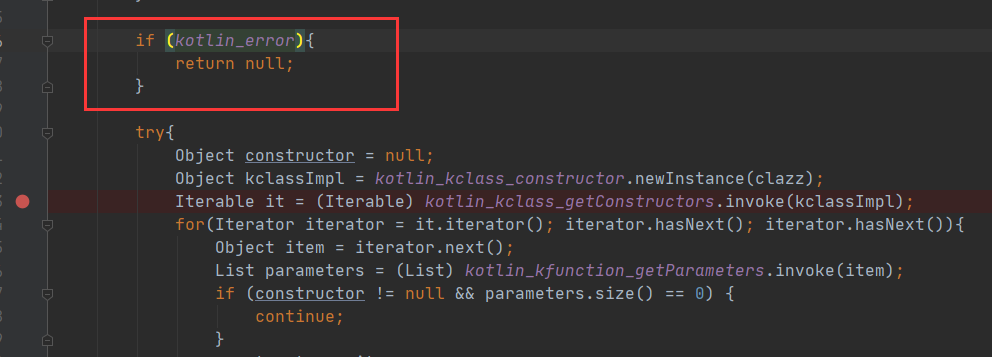 if (kotlin_error){
return null;
}
try{
Object constructor = null;
Object kclassImpl = kotlin_kclass_constructor.newInstance(clazz);
Iterable it = (Iterable) kotlin_kclass_getConstructors.invoke(kclassImpl);
for(Iterator iterator = it.iterator(); iterator.hasNext(); iterator.hasNext()){
Object item = iterator.next();
List parameters = (List) kotlin_kfunction_getParameters.invoke(item);
if (constructor != null && parameters.size() == 0) {
continue;
}